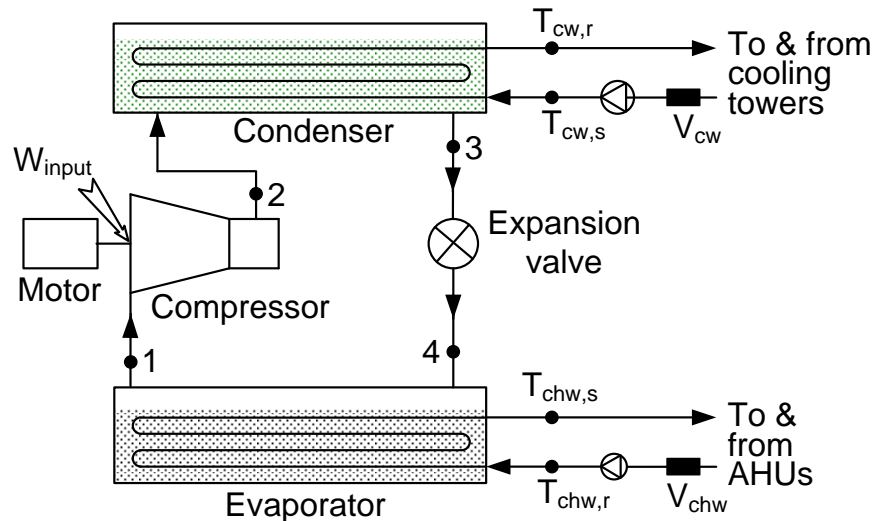 T_cw,r
To & from
cooling
towers
Condenser
T_cw,s
V_cw
W_input
3
2
Expansion
valve
Motor
Compressor
1
4
T_chw,s
To &
from
AHUs
T_chw,r
V_chw
Evaporator